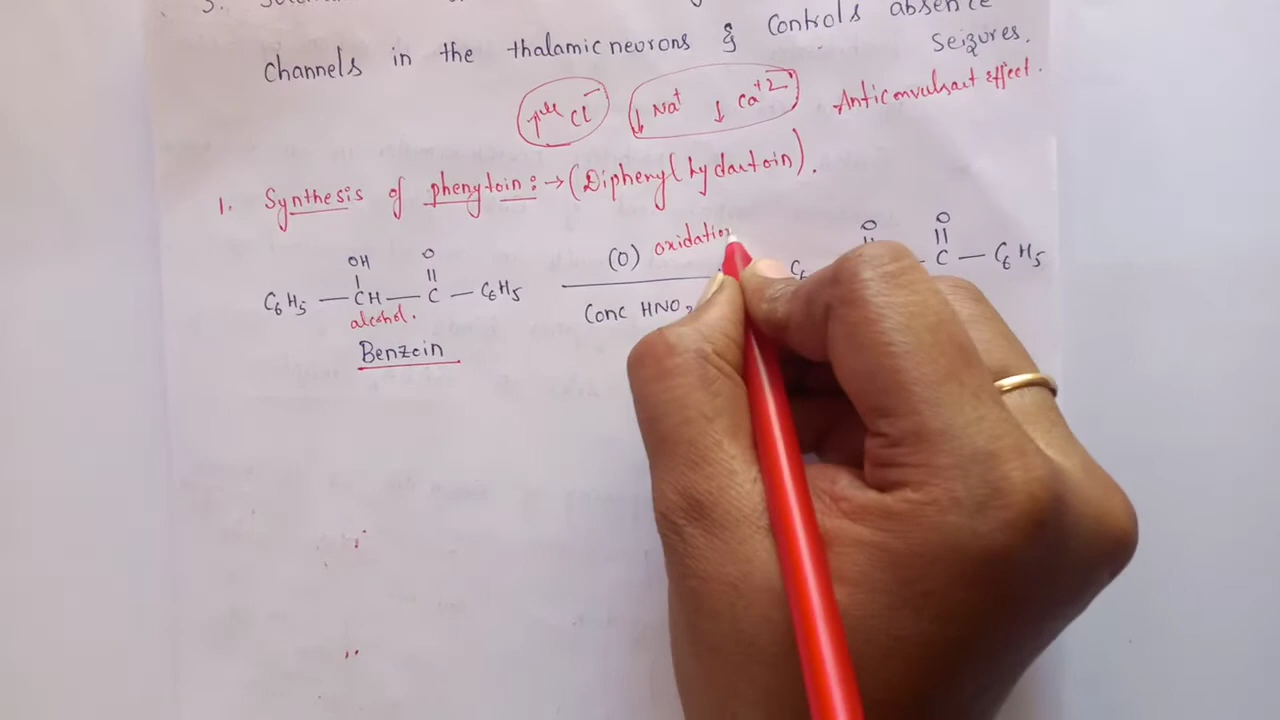 channels in the thalamic neurons & controls absence
seizures.
↑ses Cl⁻ ↓ Na⁺ ↓ Ca⁺² Anticonvulsant effect.
1. Synthesis of phenytoin :→ (Diphenyl hydantoin).
OH O (O) oxidation O O
C₆H₅ — CH — C — C₆H₅ C — C₆H₅
alcohol. Conc HNO₃
Benzoin